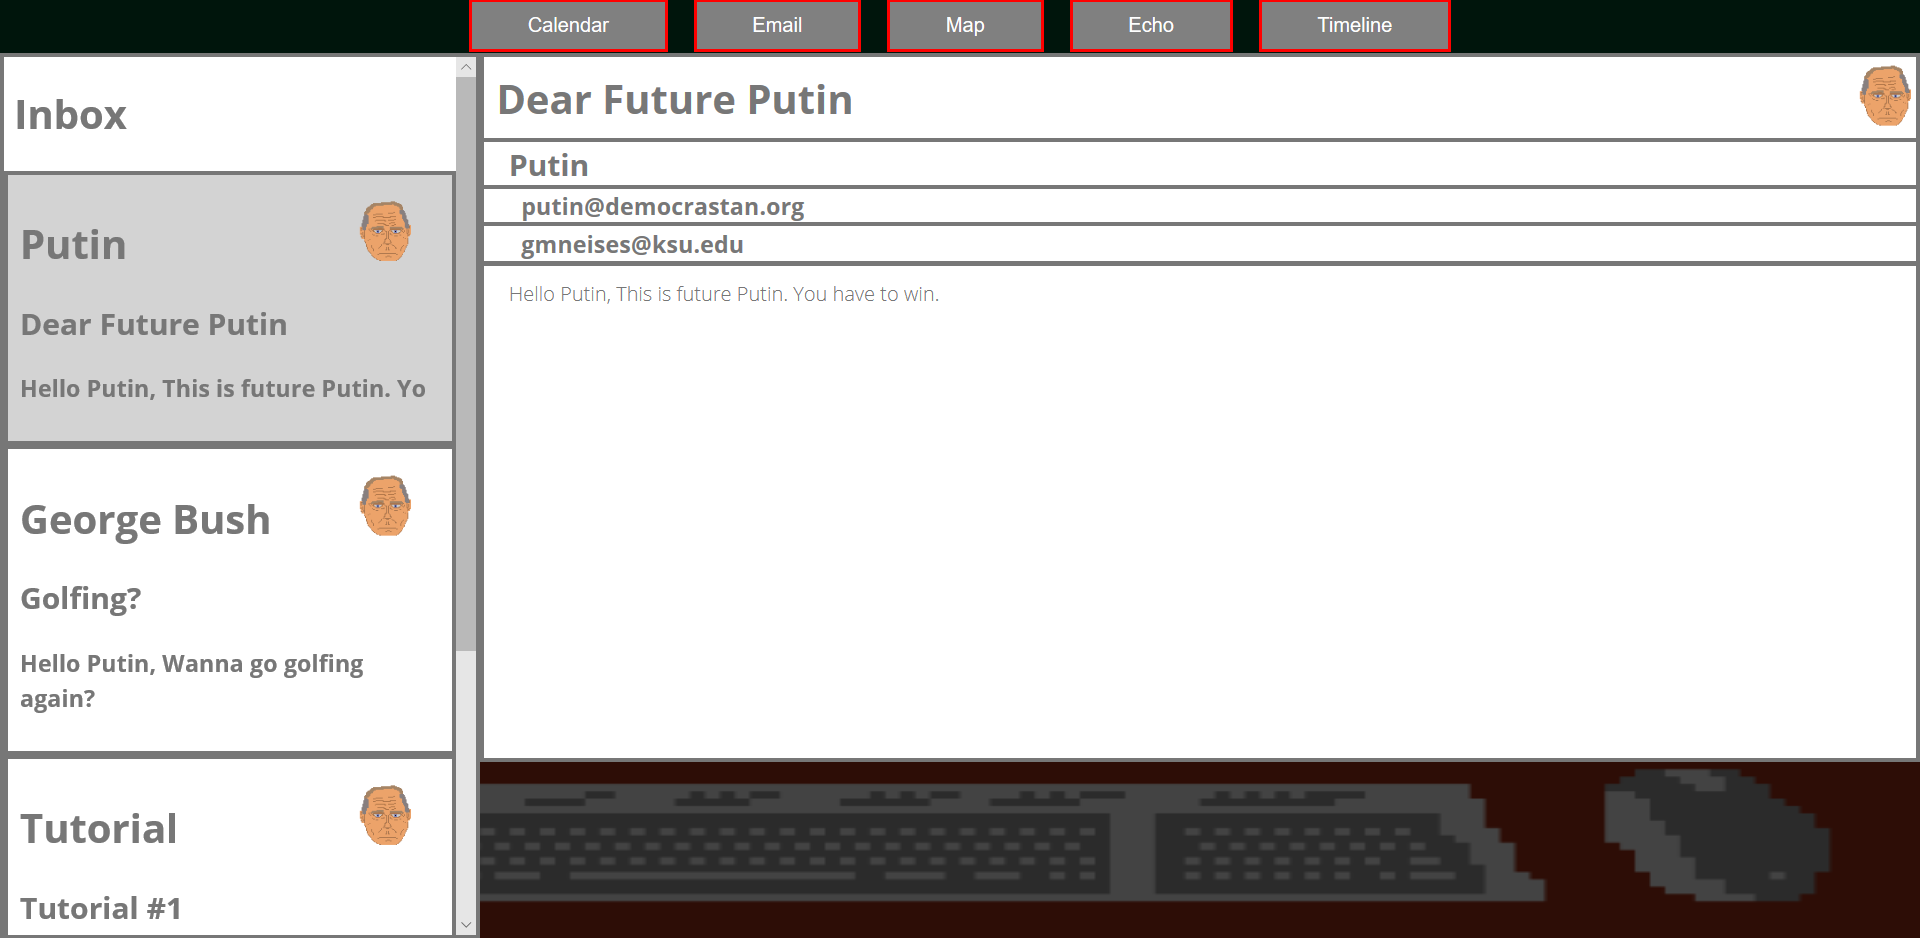 Calendar
Email
Map
Echo
Timeline
Inbox
Putin
Dear Future Putin
Hello Putin, This is future Putin. Yo
George Bush
Golfing?
Hello Putin, Wanna go golfing
again?
Tutorial
Tutorial #1
Dear Future Putin
Putin
putin@democrastan.org
gmneises@ksu.edu
Hello Putin, This is future Putin. You have to win.